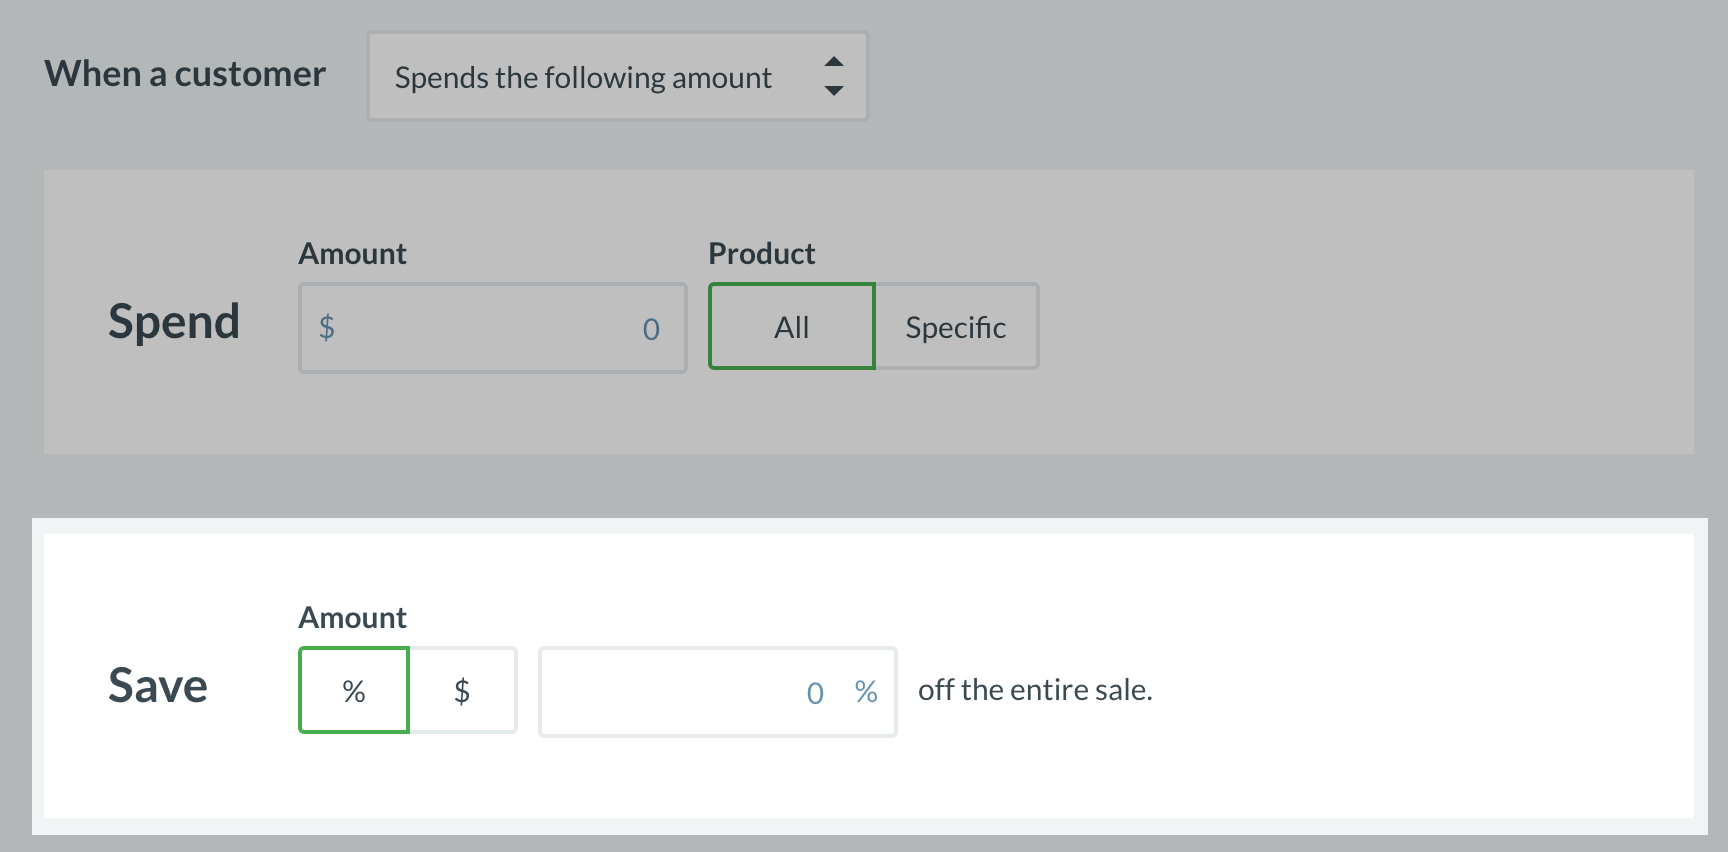 When a customer Spends the following amount
Amount Product
Spend $ 0 All Specific
Amount
Save % $ 0 % off the entire sale.